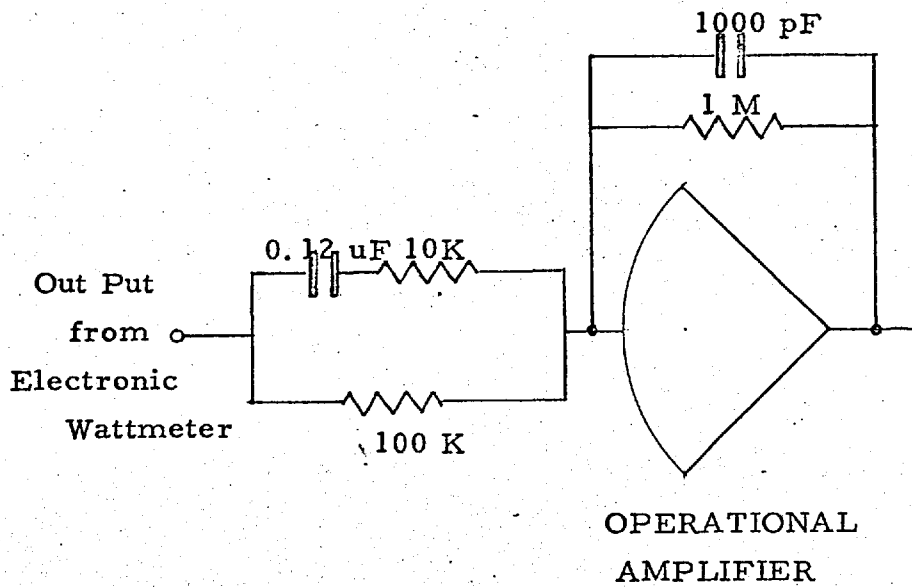 1000 pF
1 M
0.12 uF 10K
Out Put
from
Electronic
Wattmeter
100 K
OPERATIONAL
AMPLIFIER